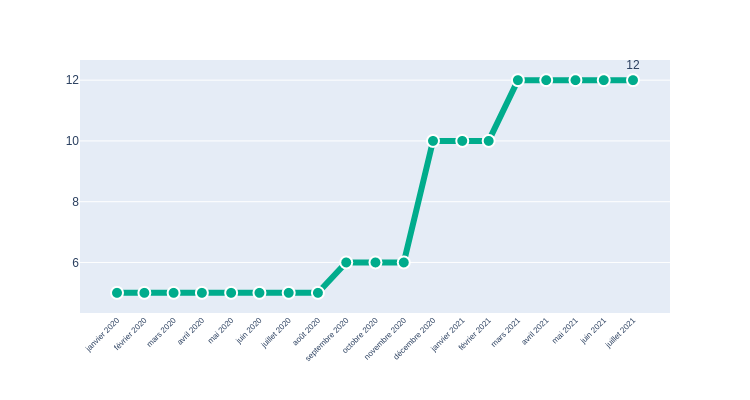 12
12
10
8
6
janvier 2020
février 2020
mars 2020
avril 2020
mai 2020
juin 2020
juillet 2020
août 2020
septembre 2020
octobre 2020
novembre 2020
décembre 2020
janvier 2021
février 2021
mars 2021
avril 2021
mai 2021
juin 2021
juillet 2021